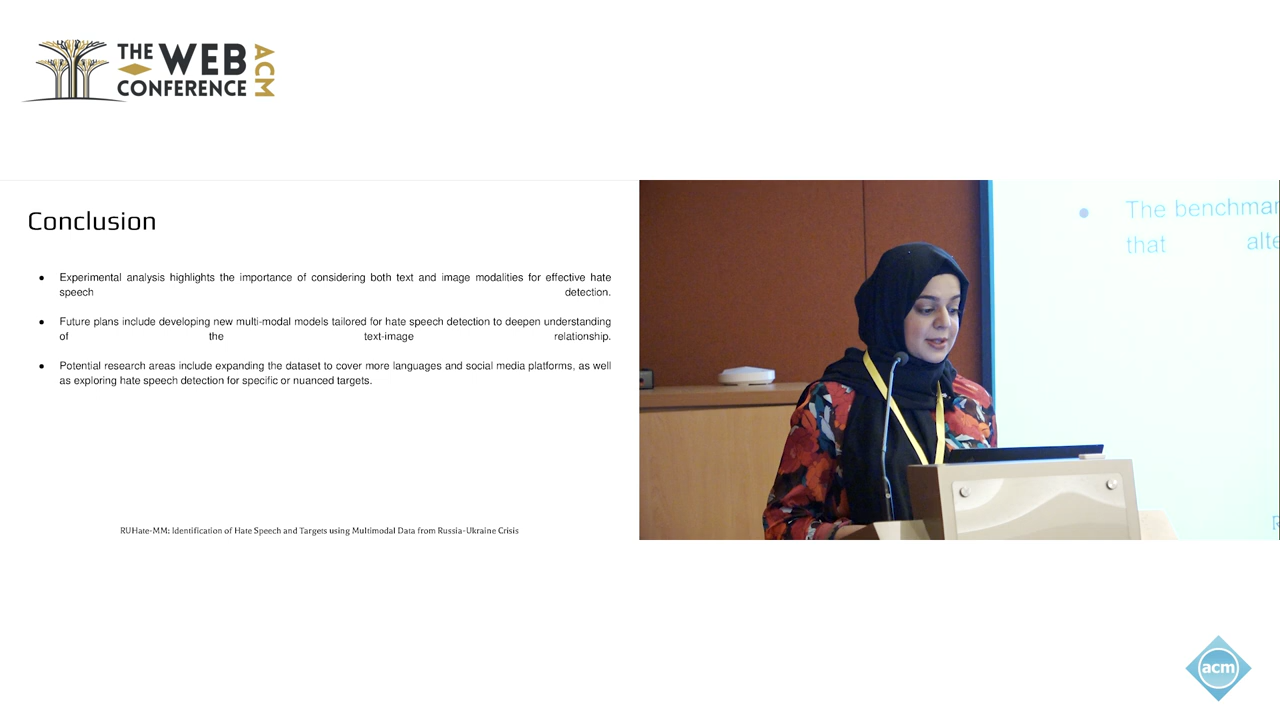 THE WEB
CONFERENCE
ACM
Conclusion
● Experimental analysis highlights the importance of considering both text and image modalities for effective hate
speech detection.
● Future plans include developing new multi-modal models tailored for hate speech detection to deepen understanding
of the text-image relationship.
● Potential research areas include expanding the dataset to cover more languages and social media platforms, as well
as exploring hate speech detection for specific or nuanced targets.
RUHate-MM: Identification of Hate Speech and Targets using Multimodal Data from Russia-Ukraine Crisis
● The
that
acm